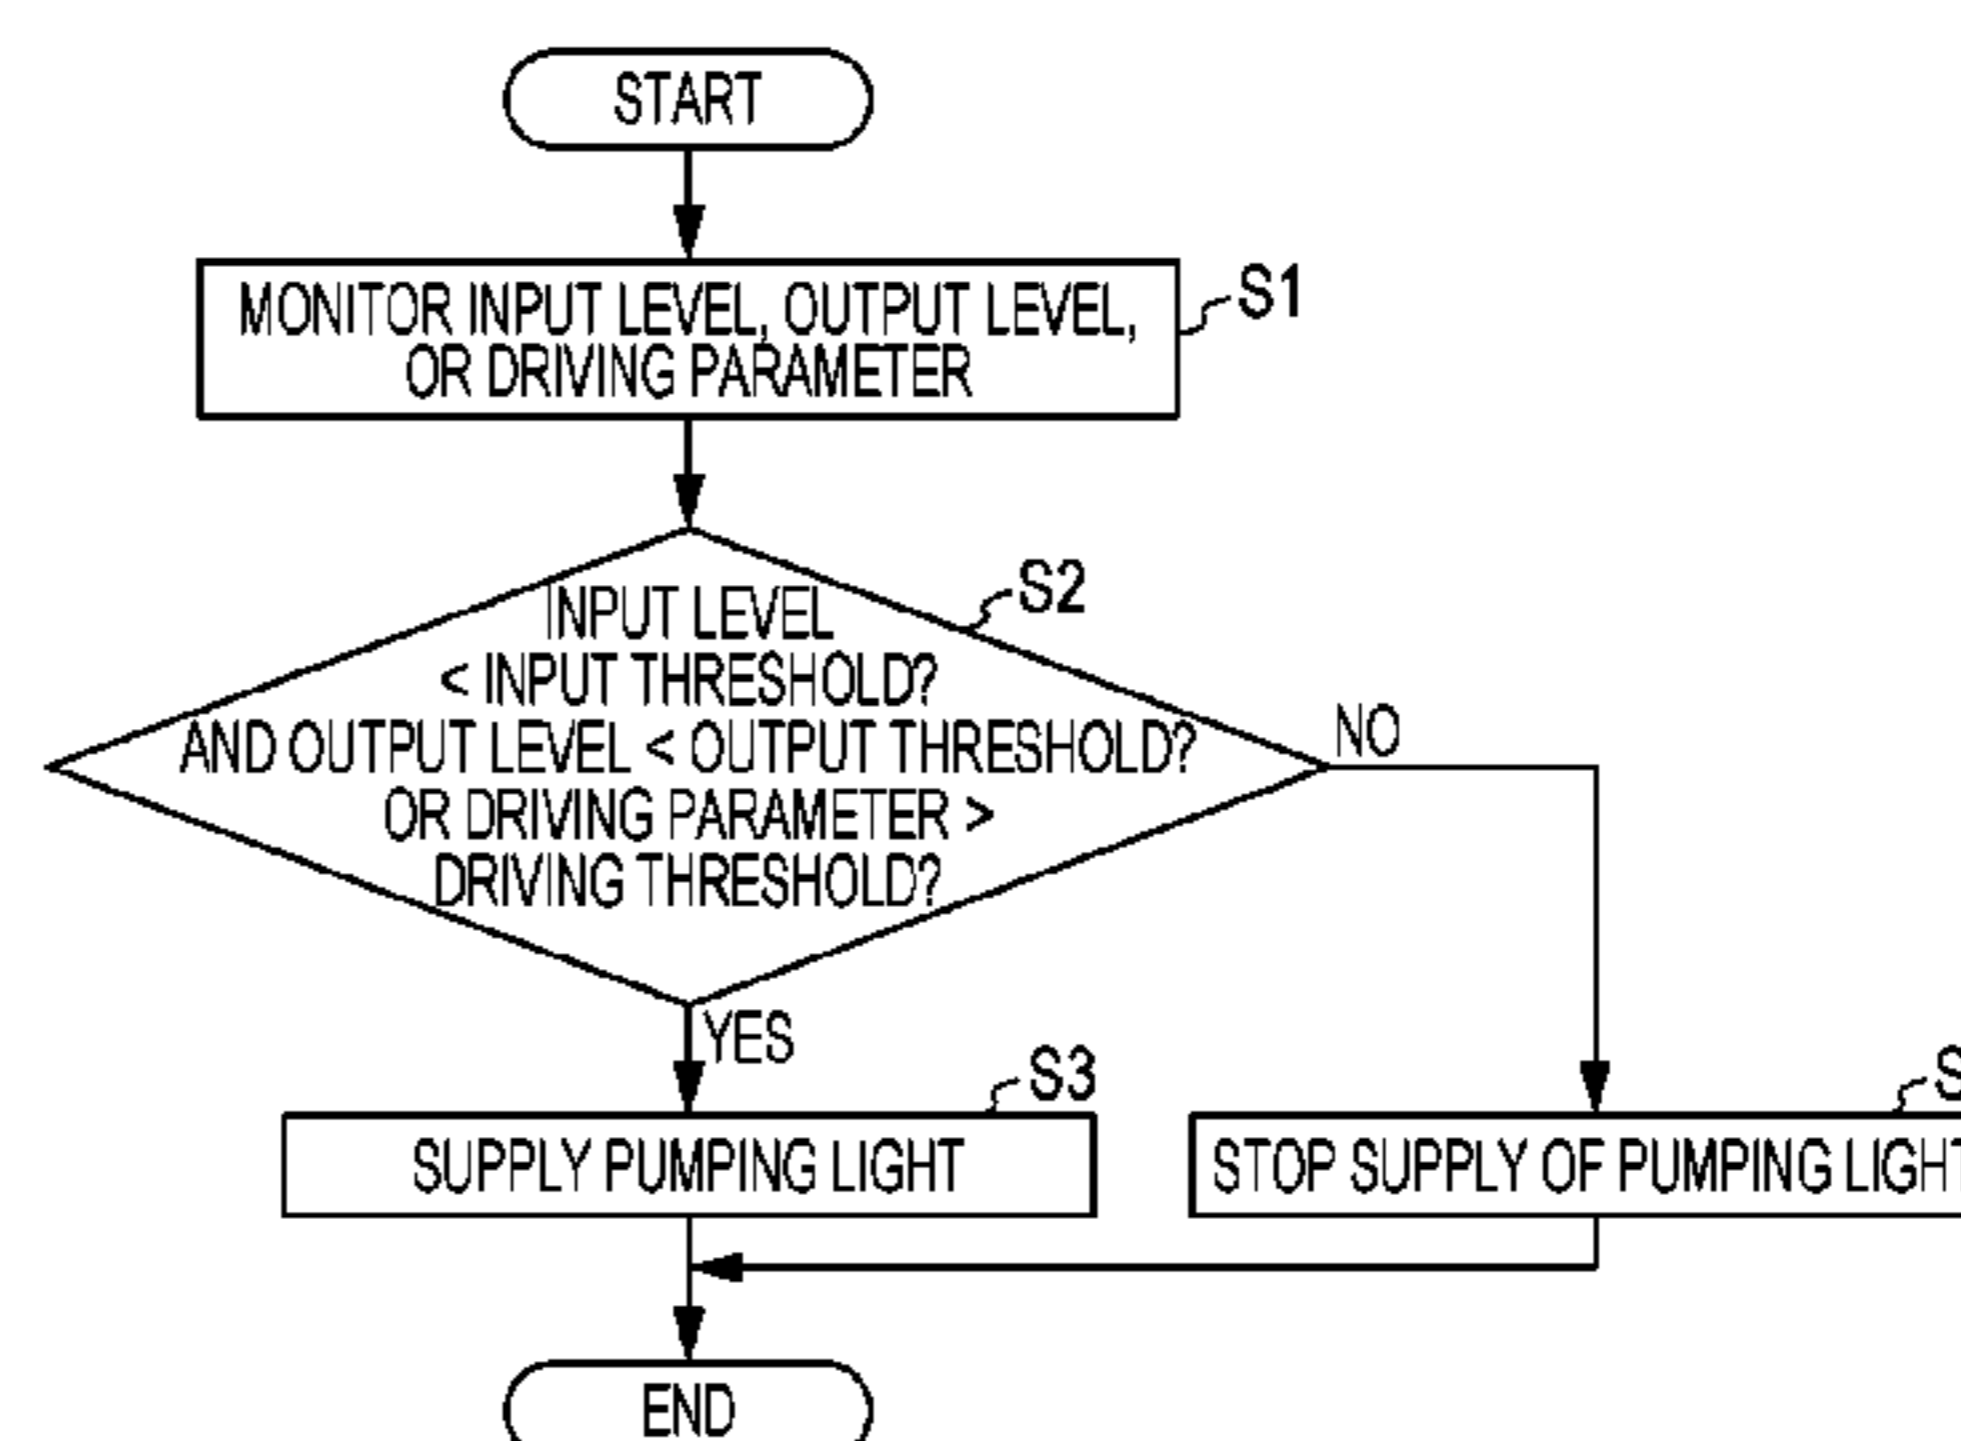 START
MONITOR INPUT LEVEL, OUTPUT LEVEL,
OR DRIVING PARAMETER
S1
INPUT LEVEL
< INPUT THRESHOLD?
AND OUTPUT LEVEL < OUTPUT THRESHOLD?
OR DRIVING PARAMETER >
DRIVING THRESHOLD?
S2
NO
YES
S3
SUPPLY PUMPING LIGHT
STOP SUPPLY OF PUMPING LIGHT
END